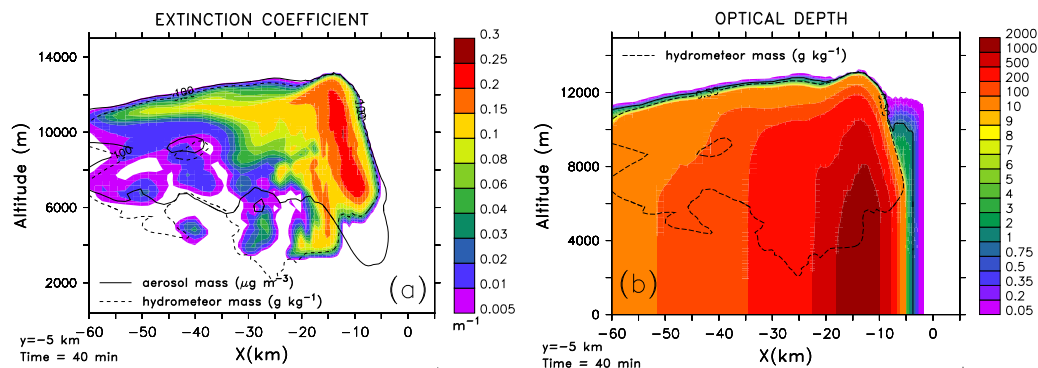 EXTINCTION COEFFICIENT
14000
12000
10000
8000
6000
4000
2000
Altitude (m)
100
100
100
aerosol mass (μg m⁻³)
hydrometeor mass (g kg⁻¹)
(a)
-60 -50 -40 -30 -20 -10 0
X(km)
y=-5 km
Time = 40 min
0.3
0.25
0.2
0.15
0.1
0.08
0.06
0.04
0.03
0.02
0.01
0.005
m⁻¹
OPTICAL DEPTH
hydrometeor mass (g kg⁻¹)
12000
8000
4000
0
Altitude (m)
(b)
-60 -50 -40 -30 -20 -10 0
X(km)
y=-5 km
Time = 40 min
2000
1000
500
200
100
10
9
8
7
6
5
4
3
2
1
0.75
0.55
0.35
0.2
0.05